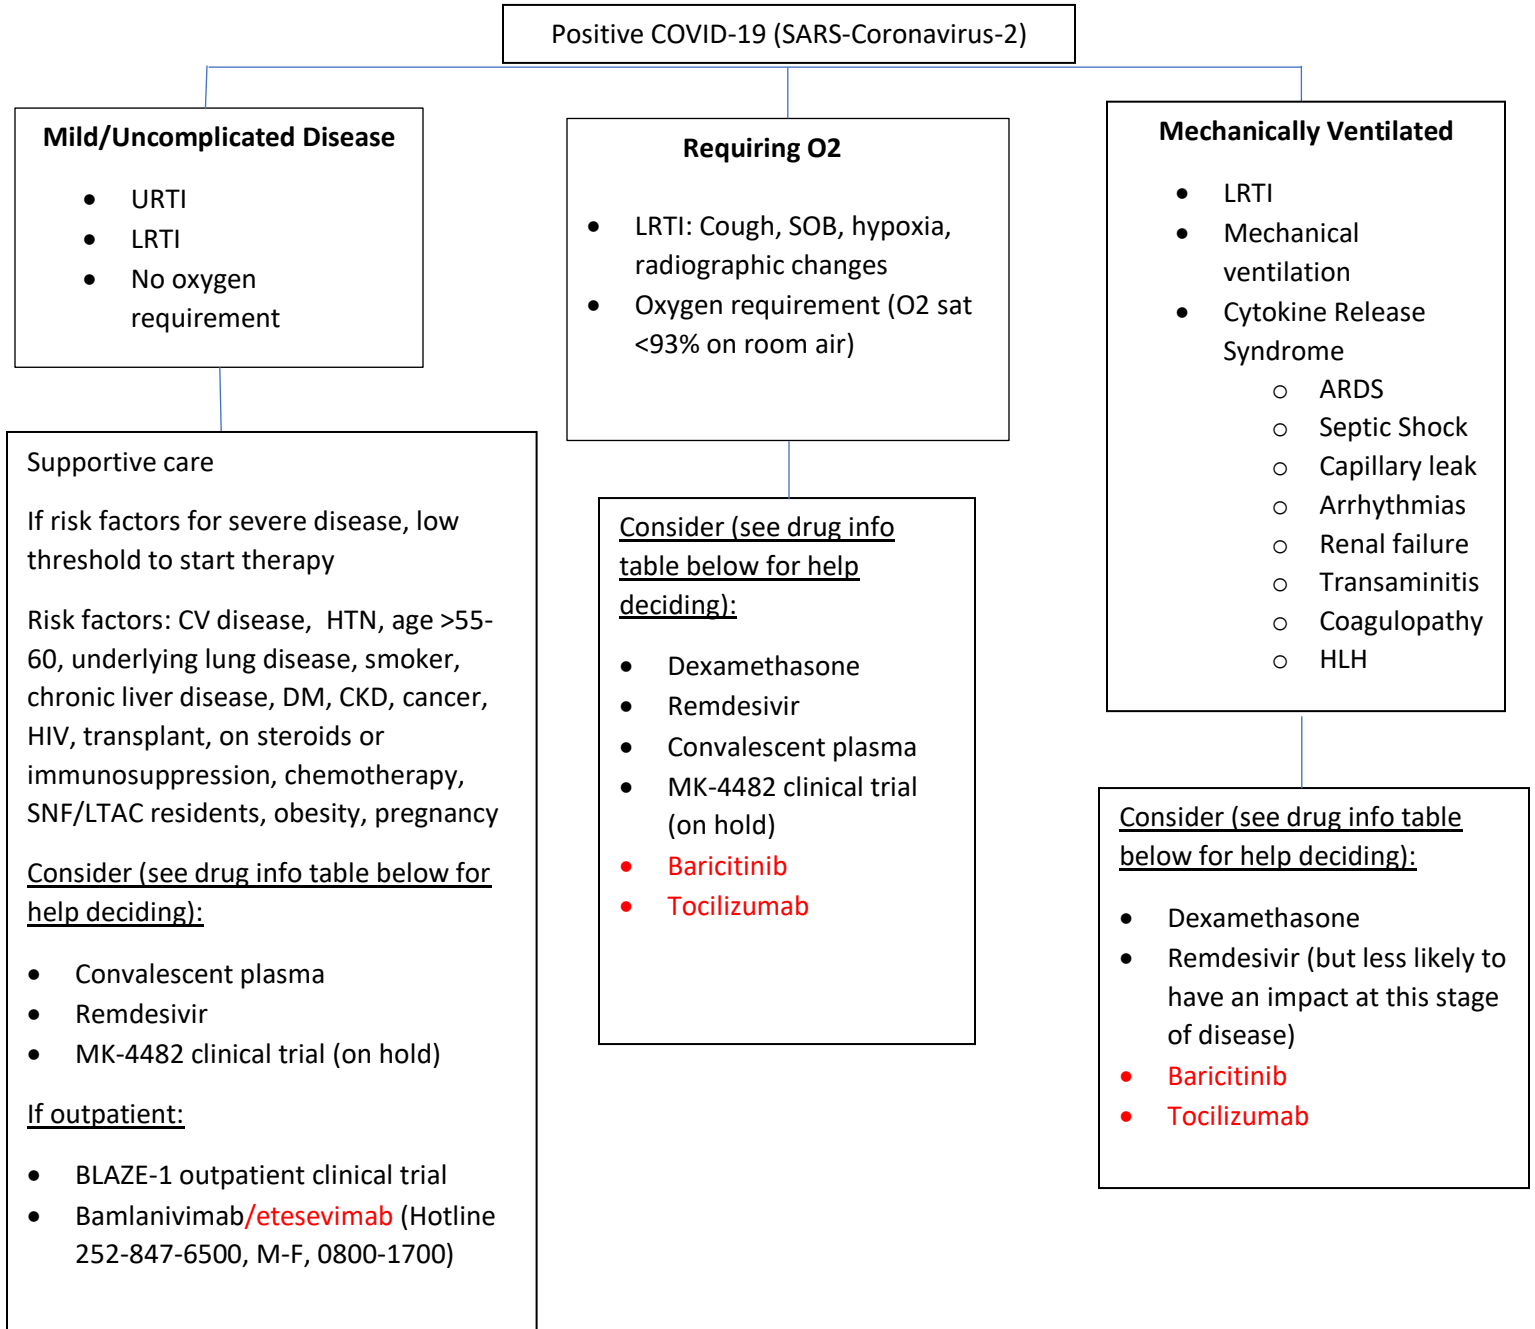 Positive COVID-19 (SARS-Coronavirus-2)
Mild/Uncomplicated Disease
• URTI
• LRTI
• No oxygen
requirement
Supportive care
If risk factors for severe disease, low
threshold to start therapy
Risk factors: CV disease,  HTN, age >55-
60, underlying lung disease, smoker,
chronic liver disease, DM, CKD, cancer,
HIV, transplant, on steroids or
immunosuppression, chemotherapy,
SNF/LTAC residents, obesity, pregnancy
Consider (see drug info table below for
help deciding):
• Convalescent plasma
• Remdesivir
• MK-4482 clinical trial (on hold)
If outpatient:
• BLAZE-1 outpatient clinical trial
• Bamlanivimab/etesevimab (Hotline
252-847-6500, M-F, 0800-1700)
Requiring O2
• LRTI: Cough, SOB, hypoxia,
radiographic changes
• Oxygen requirement (O2 sat
<93% on room air)
Consider (see drug info
table below for help
deciding):
• Dexamethasone
• Remdesivir
• Convalescent plasma
• MK-4482 clinical trial
(on hold)
• Baricitinib
• Tocilizumab
Mechanically Ventilated
• LRTI
• Mechanical
ventilation
• Cytokine Release
Syndrome
o ARDS
o Septic Shock
o Capillary leak
o Arrhythmias
o Renal failure
o Transaminitis
o Coagulopathy
o HLH
Consider (see drug info table
below for help deciding):
• Dexamethasone
• Remdesivir (but less likely to
have an impact at this stage
of disease)
• Baricitinib
• Tocilizumab